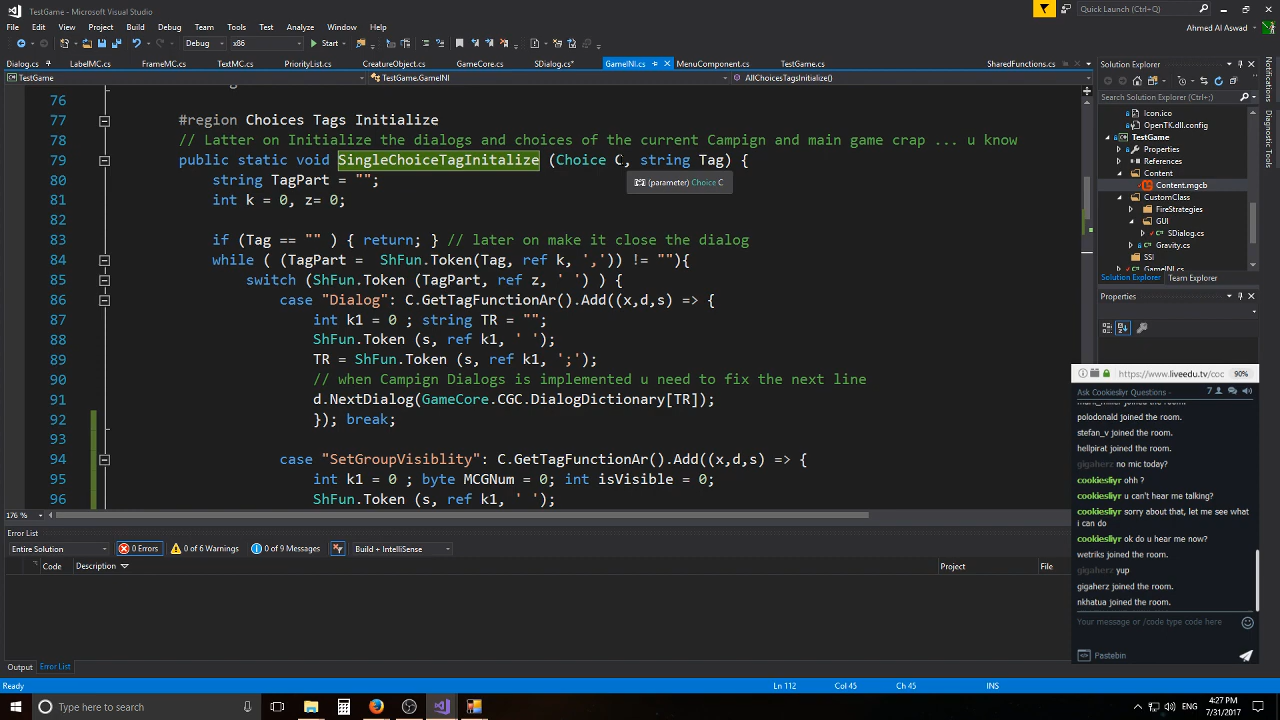 TestGame - Microsoft Visual Studio
Quick Launch (Ctrl+Q)
File Edit View Project Build Debug Team Tools Test Analyze Window Help
Ahmed Al Aswad
Debug x86 Start
Dialog.cs LabelMC.cs FrameMC.cs TextMC.cs PriorityList.cs CreatureObject.cs GameCore.cs SDialog.cs* GameINI.cs MenuComponent.cs TestGame.cs SharedFunctions.cs
TestGame TestGame.GameINI AllChoicesTagsInitialize()
76
77 #region Choices Tags Initialize
78 // Latter on Initialize the dialogs and choices of the current Campign and main game crap ... u know
79 public static void SingleChoiceTagInitalize (Choice C, string Tag) {
(parameter) Choice C
80 string TagPart = "";
81 int k = 0, z= 0;
82
83 if (Tag == "" ) { return; } // later on make it close the dialog
84 while ( (TagPart = ShFun.Token(Tag, ref k, ',')) != ""){
85 switch (ShFun.Token (TagPart, ref z, ' ') ) {
86 case "Dialog": C.GetTagFunctionAr().Add((x,d,s) => {
87 int k1 = 0 ; string TR = "";
88 ShFun.Token (s, ref k1, ' ');
89 TR = ShFun.Token (s, ref k1, ';');
90 // when Campign Dialogs is implemented u need to fix the next line
91 d.NextDialog(GameCore.CGC.DilogDictionary[TR]);
92 }); break;
93
94 case "SetGroupVisiblity": C.GetTagFunctionAr().Add((x,d,s) => {
95 int k1 = 0 ; byte MCGNum = 0; int isVisible = 0;
96 ShFun.Token (s, ref k1, ' ');
176 %
Error List
Entire Solution 0 Errors 0 of 6 Warnings 0 of 9 Messages Build + IntelliSense
Code Description Project File
Output Error List
Ready Ln 112 Col 45 Ch 45 INS
Solution Explorer
Search Solution Explorer (Ctrl+;)
Icon.ico
OpenTK.dll.config
TestGame
Properties
References
Content
Content.mgcb
CustomClass
FireStrategies
GUI
SDialog.cs
Gravity.cs
SSI
GameINI.cs
Solution Explorer Team Explorer
Properties
Notifications
Diagnostic Tools
https://www.liveedu.tv/coc 90%
Ask Cookiesliyr Questions - 7
polodonald joined the room.
stefan_v joined the room.
hellpirat joined the room.
gigaherz no mic today?
cookiesliyr ohh ?
cookiesliyr u can't hear me talking?
cookiesliyr sorry about that, let me see what
i can do
cookiesliyr ok do u hear me now?
wetriks joined the room.
gigaherz yup
gigaherz joined the room.
nkhatua joined the room.
Your message or /code type code here
Pastebin
Type here to search
ENG
4:27 PM
7/31/2017